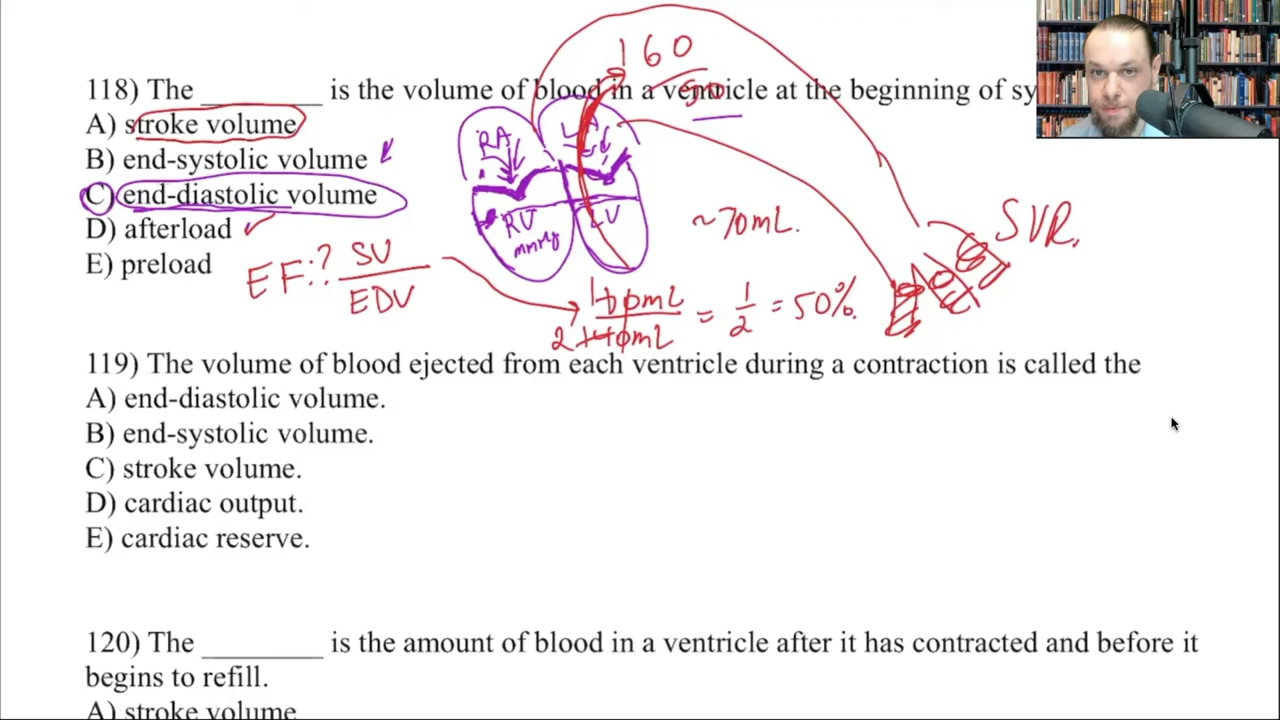 118) The ________ is the volume of blood in a ventricle at the beginning of sy
A) stroke volume
B) end-systolic volume
C) end-diastolic volume
D) afterload
E) preload
160
50
RA
LA
RV
LV
~70mL.
SVR.
EF:? SV
EDV
= 1
2 = 50%.
119) The volume of blood ejected from each ventricle during a contraction is called the
A) end-diastolic volume.
B) end-systolic volume.
C) stroke volume.
D) cardiac output.
E) cardiac reserve.
120) The ________ is the amount of blood in a ventricle after it has contracted and before it
begins to refill.
A) stroke volume